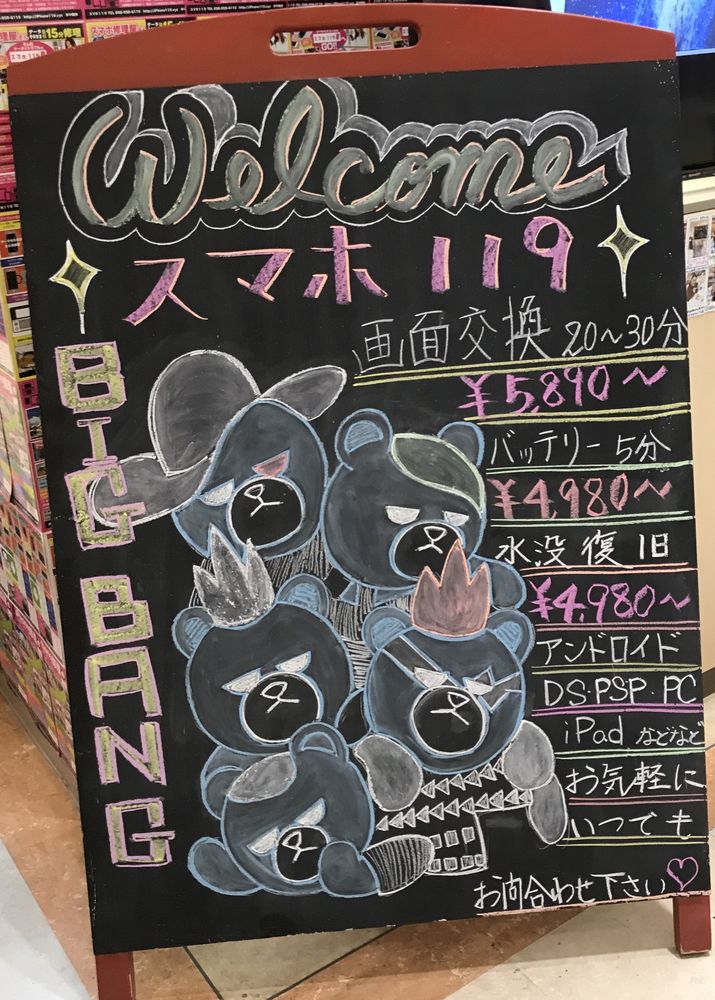 Welcome
スマホ 119
BIG BANG
画面交換 20〜30分
¥5,890〜
バッテリー 5分
¥4,980〜
水没復旧
¥4,980〜
アンドロイド
DS・PSP・PC
iPad などなど
お気軽に
いつでも
お問合わせ下さい♡